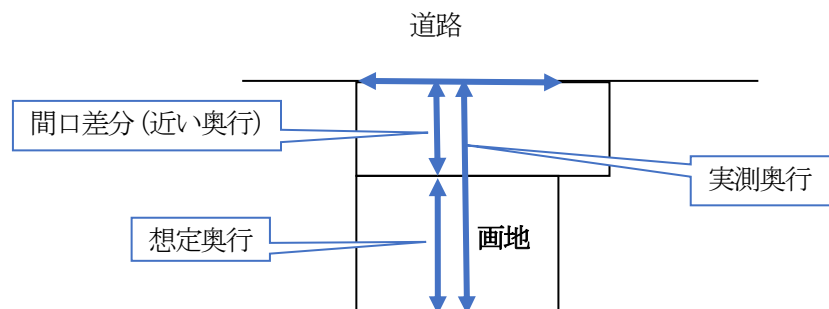 道路
間口差分(近い奥行)
実測奥行
想定奥行
画地